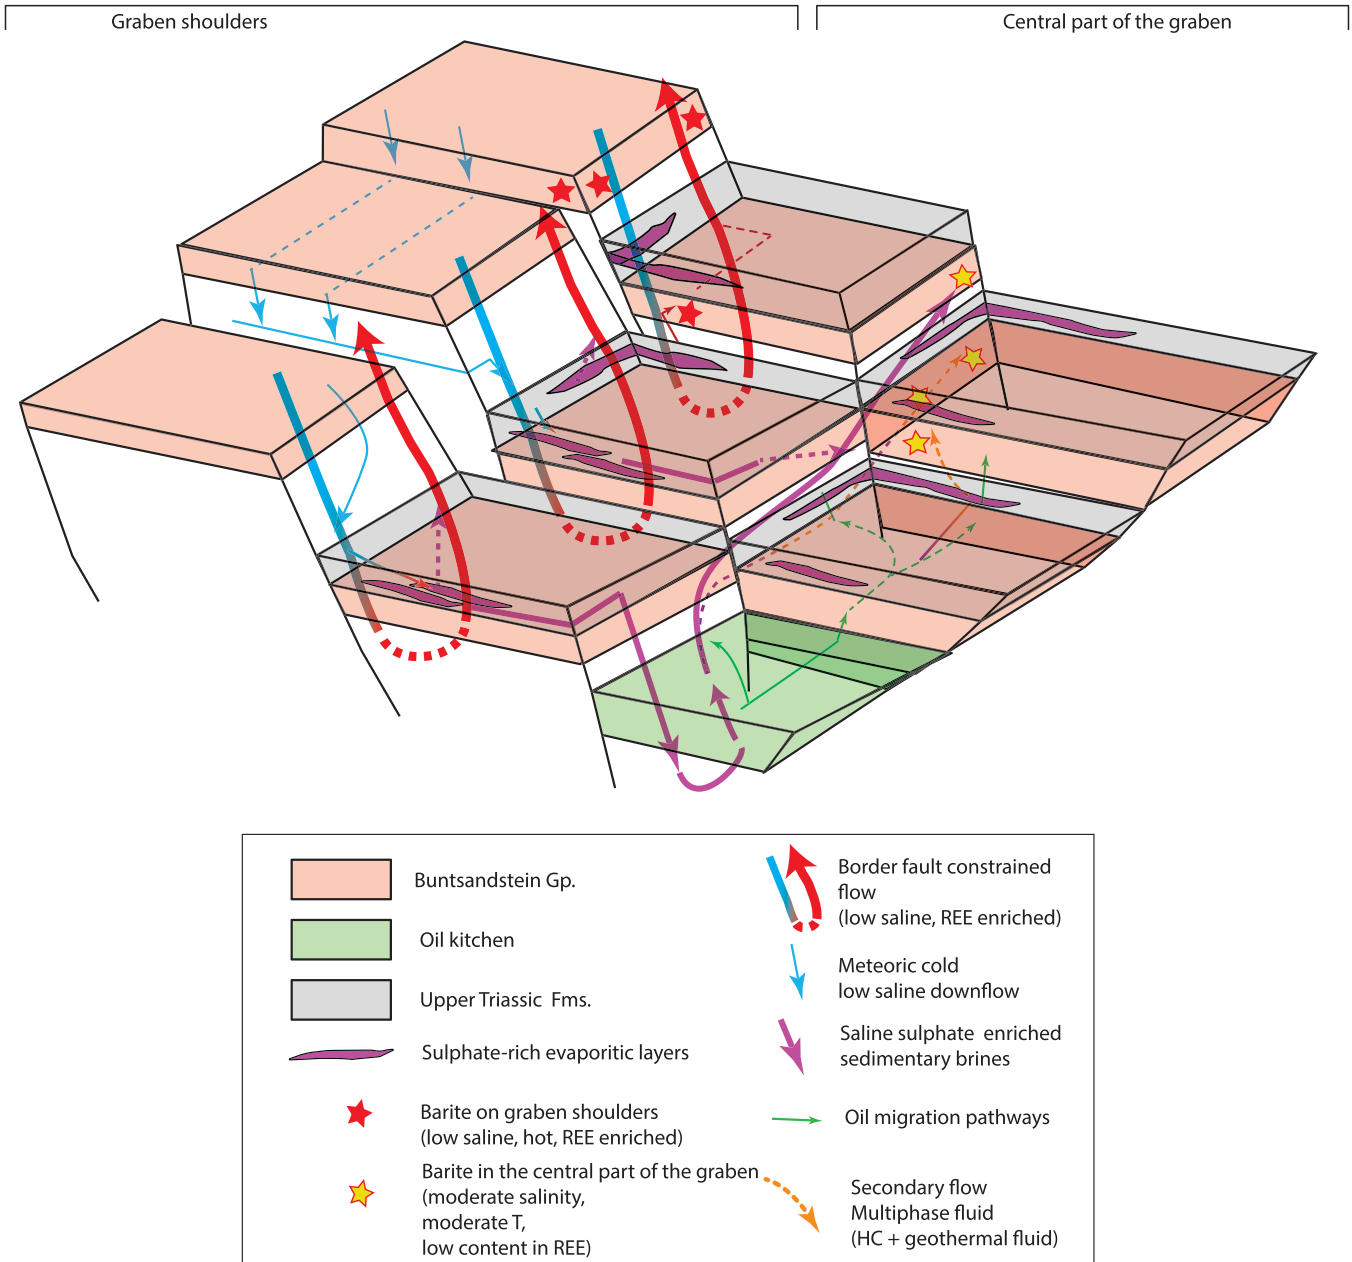 Graben shoulders
Central part of the graben
Buntsandstein Gp.
Oil kitchen
Upper Triassic Fms.
Sulphate-rich evaporitic layers
Barite on graben shoulders
(low saline, hot, REE enriched)
Barite in the central part of the graben
(moderate salinity,
moderate T,
low content in REE)
Border fault constrained
flow
(low saline, REE enriched)
Meteoric cold
low saline downflow
Saline sulphate enriched
sedimentary brines
Oil migration pathways
Secondary flow
Multiphase fluid
(HC + geothermal fluid)